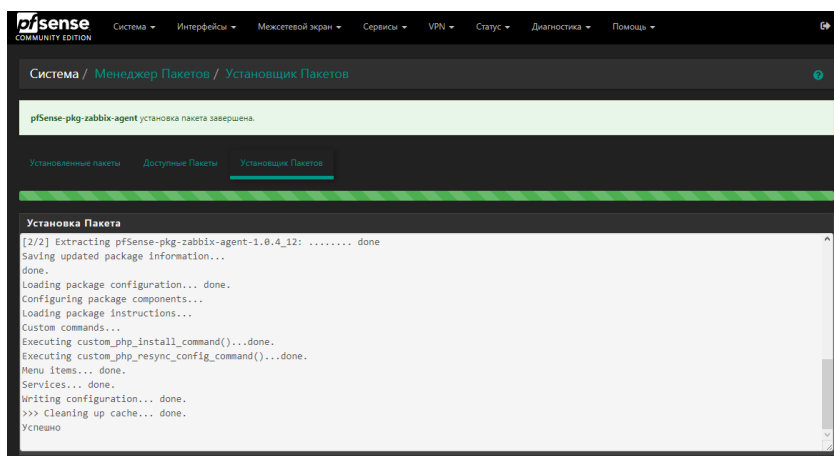 pfsense
COMMUNITY EDITION
Система Интерфейсы Межсетевой экран Сервисы VPN Статус Диагностика Помощь
Система / Менеджер Пакетов / Установщик Пакетов
pfSense-pkg-zabbix-agent установка пакета завершена.
Установленные пакеты Доступные Пакеты Установщик Пакетов
Установка Пакета
[2/2] Extracting pfSense-pkg-zabbix-agent-1.0.4_12: ........ done
Saving updated package information...
done.
Loading package configuration... done.
Configuring package components...
Loading package instructions...
Custom commands...
Executing custom_php_install_command()...done.
Executing custom_php_resync_config_command()...done.
Menu items... done.
Services... done.
Writing configuration... done.
>>> Cleaning up cache... done.
Успешно